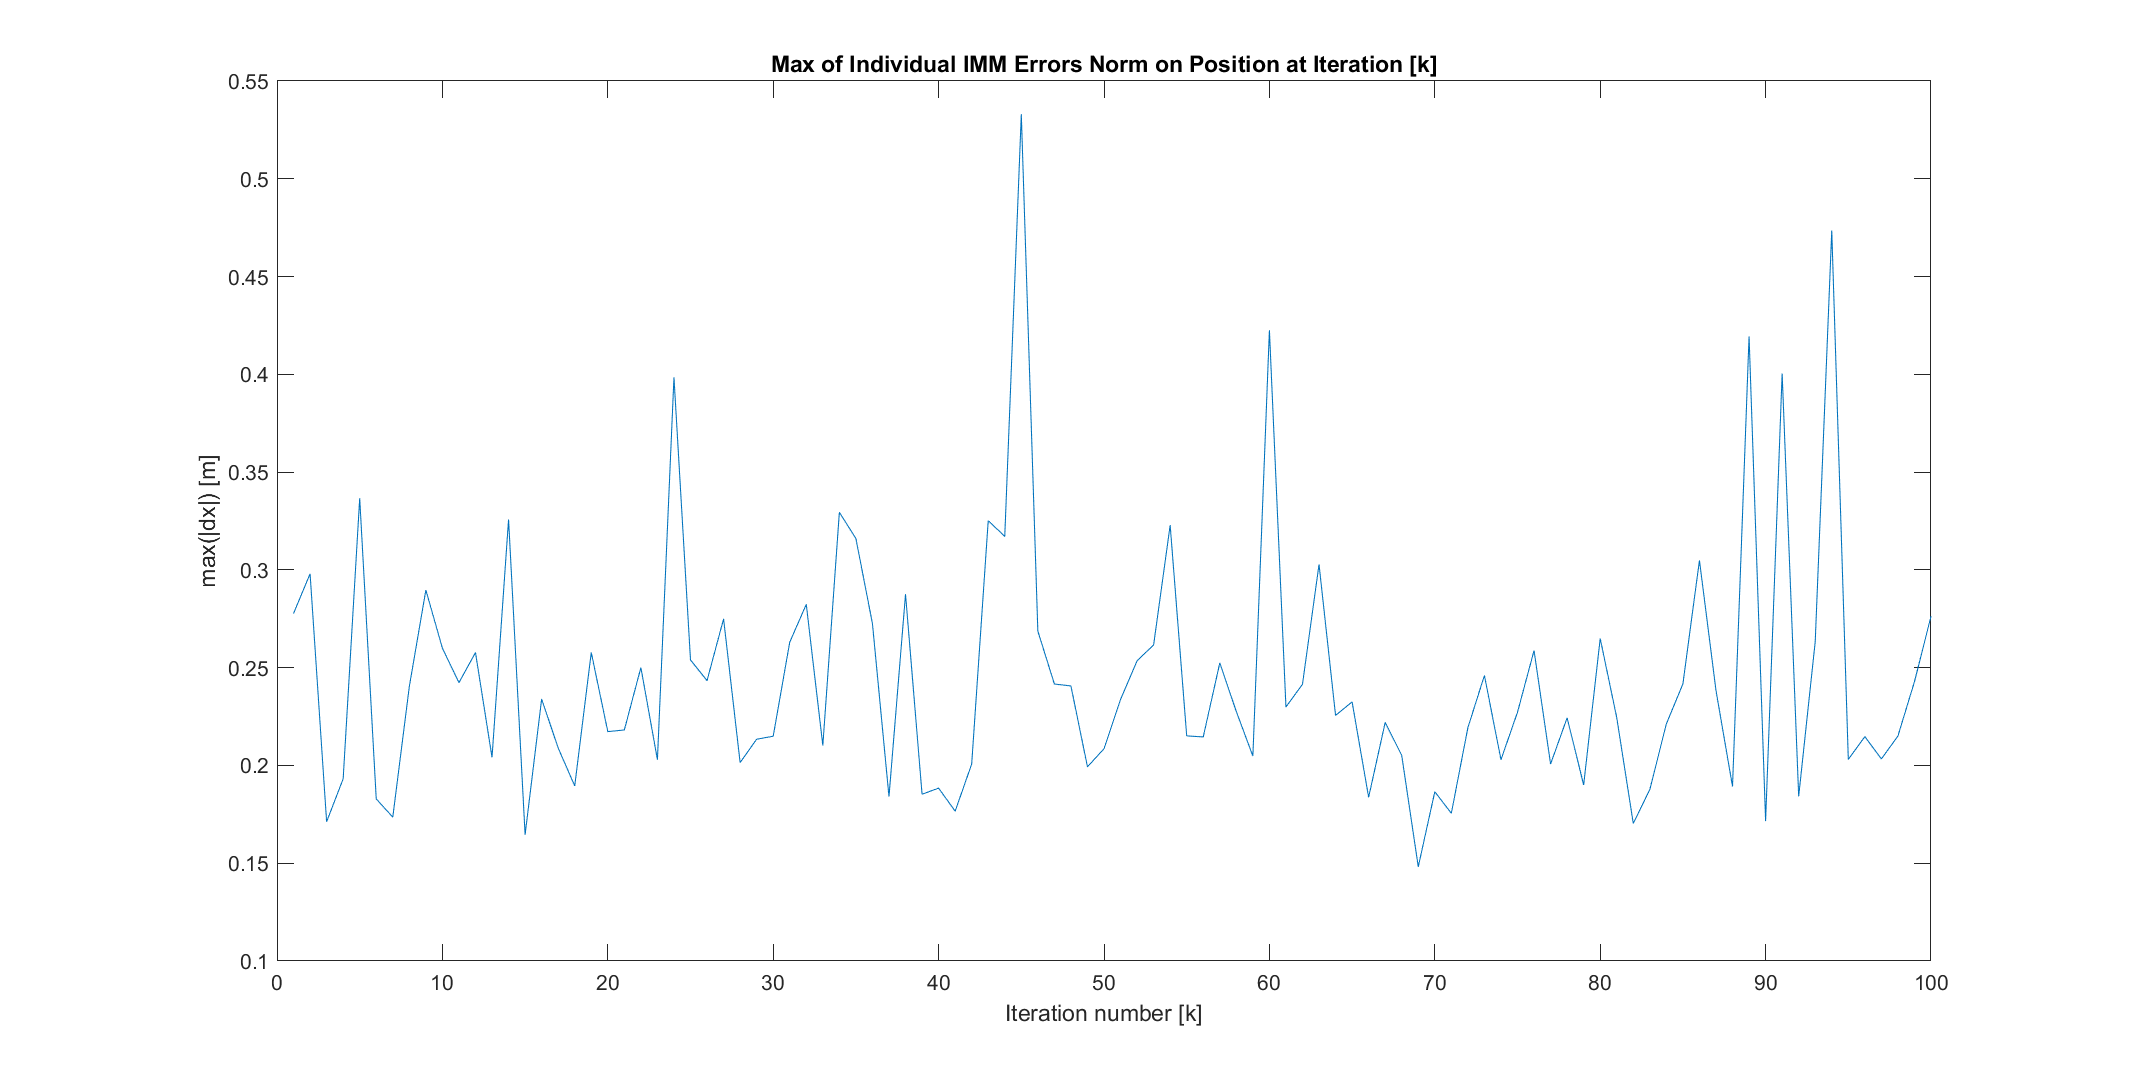 Max of Individual IMM Errors Norm on Position at Iteration [k]
0.55
0.5
0.45
0.4
0.35
0.3
0.25
0.2
0.15
0.1
max(|dx|) [m]
0 10 20 30 40 50 60 70 80 90 100
Iteration number [k]